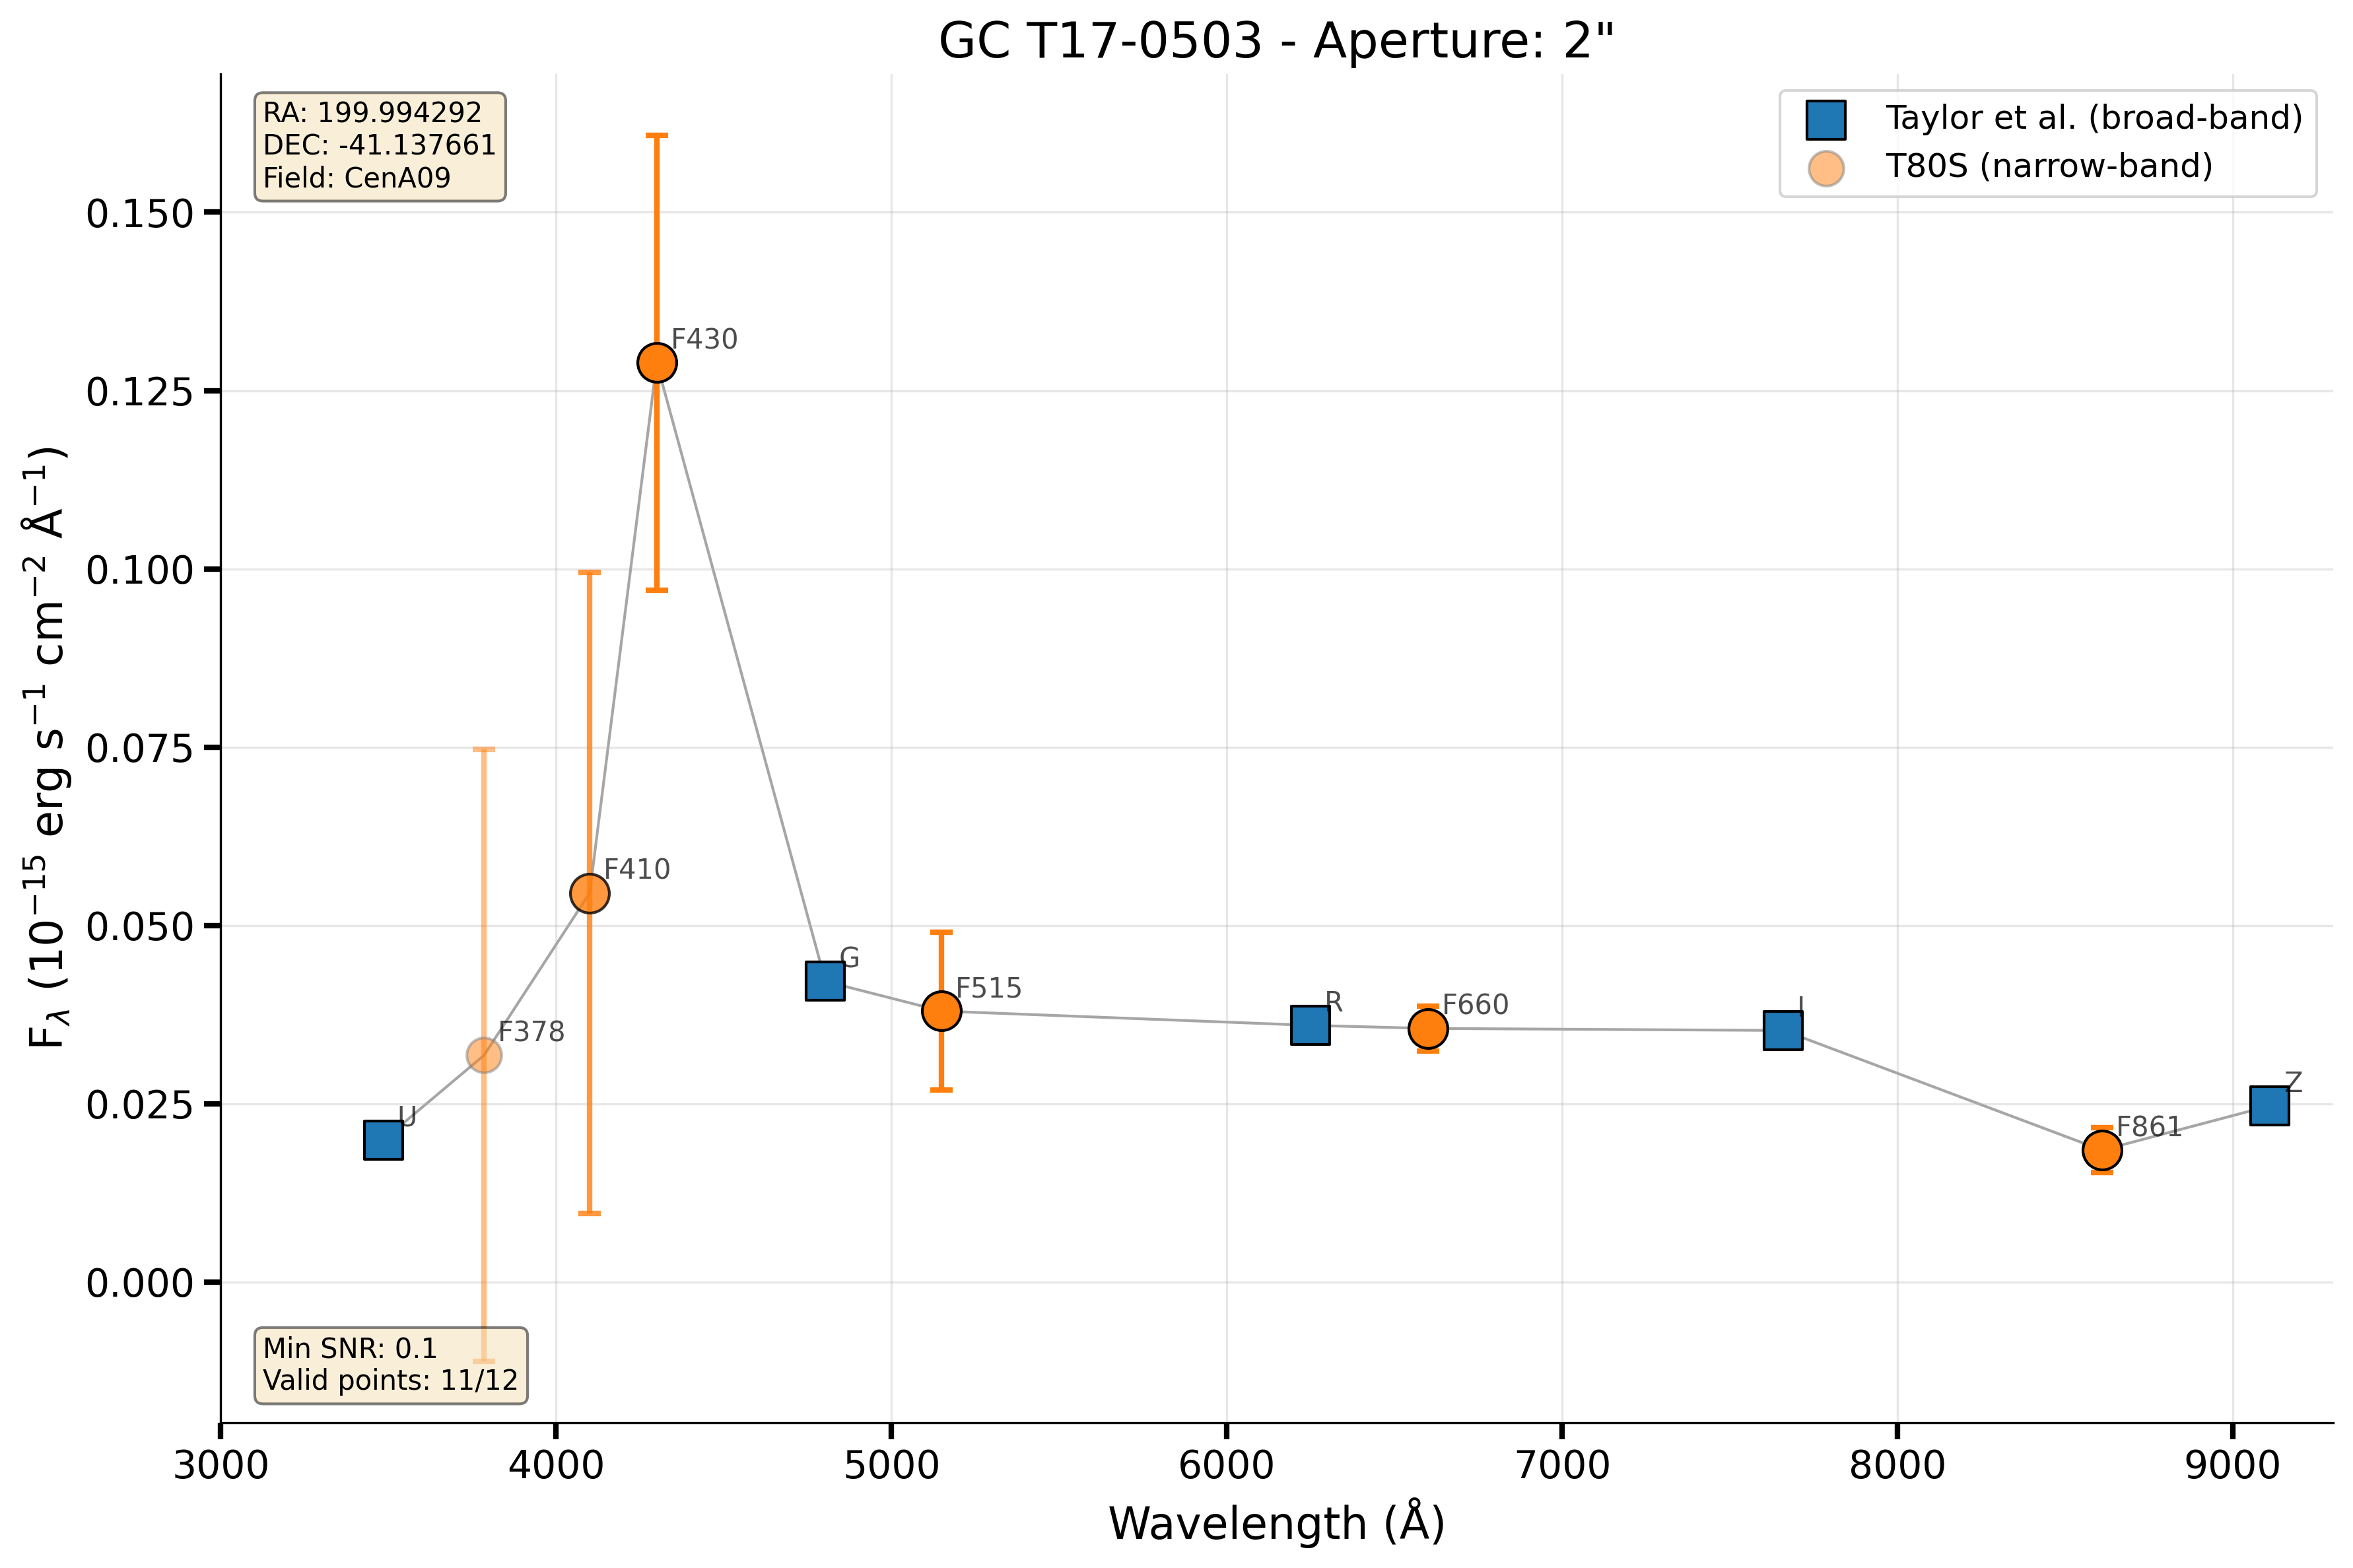 GC T17-0503 - Aperture: 2"
RA: 199.994292
DEC: -41.137661
Field: CenA09
Taylor et al. (broad-band)
T80S (narrow-band)
F430
F410
F378
U
G
F515
R
F660
I
F861
Z
Min SNR: 0.1
Valid points: 11/12
0.150
0.125
0.100
0.075
0.050
0.025
0.000
F$_{\lambda}$ (10$^{-15}$ erg s$^{-1}$ cm$^{-2}$ Å$^{-1}$)
3000 4000 5000 6000 7000 8000 9000
Wavelength (Å)